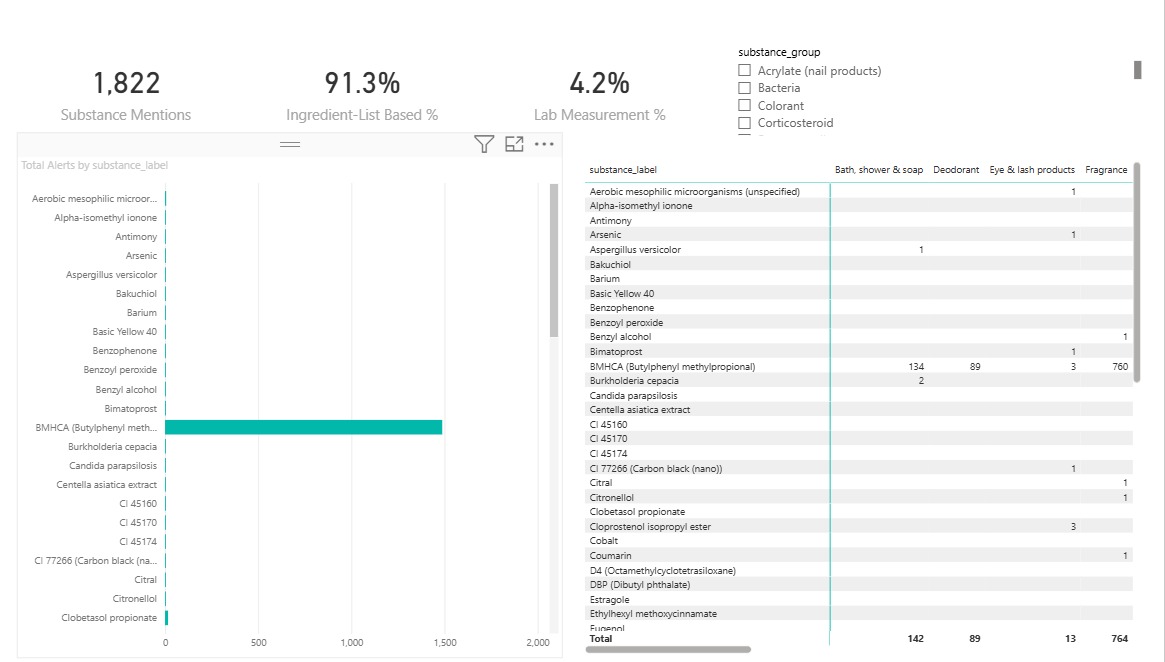 1,822
Substance Mentions
91.3%
Ingredient-List Based %
4.2%
Lab Measurement %
substance_group
Acrylate (nail products)
Bacteria
Colorant
Corticosteroid
Total Alerts by substance_label
Aerobic mesophilic microor...
Alpha-isomethyl ionone
Antimony
Arsenic
Aspergillus versicolor
Bakuchiol
Barium
Basic Yellow 40
Benzophenone
Benzoyl peroxide
Benzyl alcohol
Bimatoprost
BMHCA (Butylphenyl meth...
Burkholderia cepacia
Candida parapsilosis
Centella asiatica extract
CI 45160
CI 45170
CI 45174
CI 77266 (Carbon black (na...
Citral
Citronellol
Clobetasol propionate
0 500 1,000 1,500 2,000
substance_label Bath, shower & soap Deodorant Eye & lash products Fragrance
Aerobic mesophilic microorganisms (unspecified) 1
Alpha-isomethyl ionone
Antimony
Arsenic 1
Aspergillus versicolor 1
Bakuchiol
Barium
Basic Yellow 40
Benzophenone
Benzoyl peroxide
Benzyl alcohol 1
Bimatoprost 1
BMHCA (Butylphenyl methylpropional) 134 89 3 760
Burkholderia cepacia 2
Candida parapsilosis
Centella asiatica extract
CI 45160
CI 45170
CI 45174
CI 77266 (Carbon black (nano)) 1
Citral 1
Citronellol 1
Clobetasol propionate
Cloprostenol isopropyl ester 3
Cobalt
Coumarin 1
D4 (Octamethylcyclotetrasiloxane)
DBP (Dibutyl phthalate)
Estragole
Ethylhexyl methoxycinnamate
Eugenol
Total 142 89 13 764